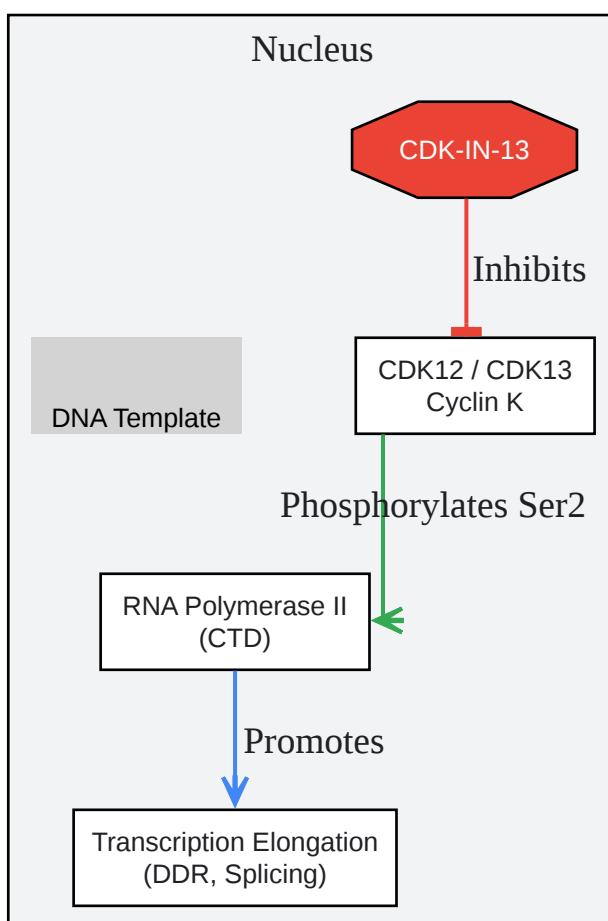 Nucleus
CDK-IN-13
Inhibits
CDK12 / CDK13
Cyclin K
DNA Template
Phosphorylates Ser2
RNA Polymerase II
(CTD)
Promotes
Transcription Elongation
(DDR, Splicing)